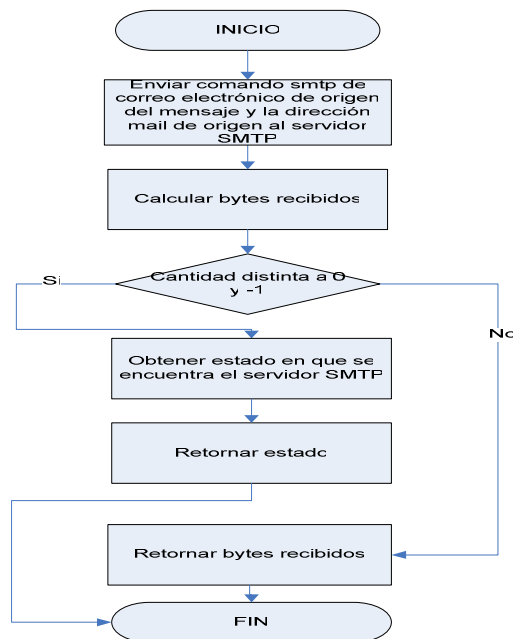 INICIO
Enviar comando smtp de
correo electrónico de origen
del mensaje y la dirección
mail de origen al servidor
SMTP
Calcular bytes recibidos
Cantidad distinta a 0
y -1
Si
No
Obtener estado en que se
encuentra el servidor SMTP
Retornar estado
Retornar bytes recibidos
FIN